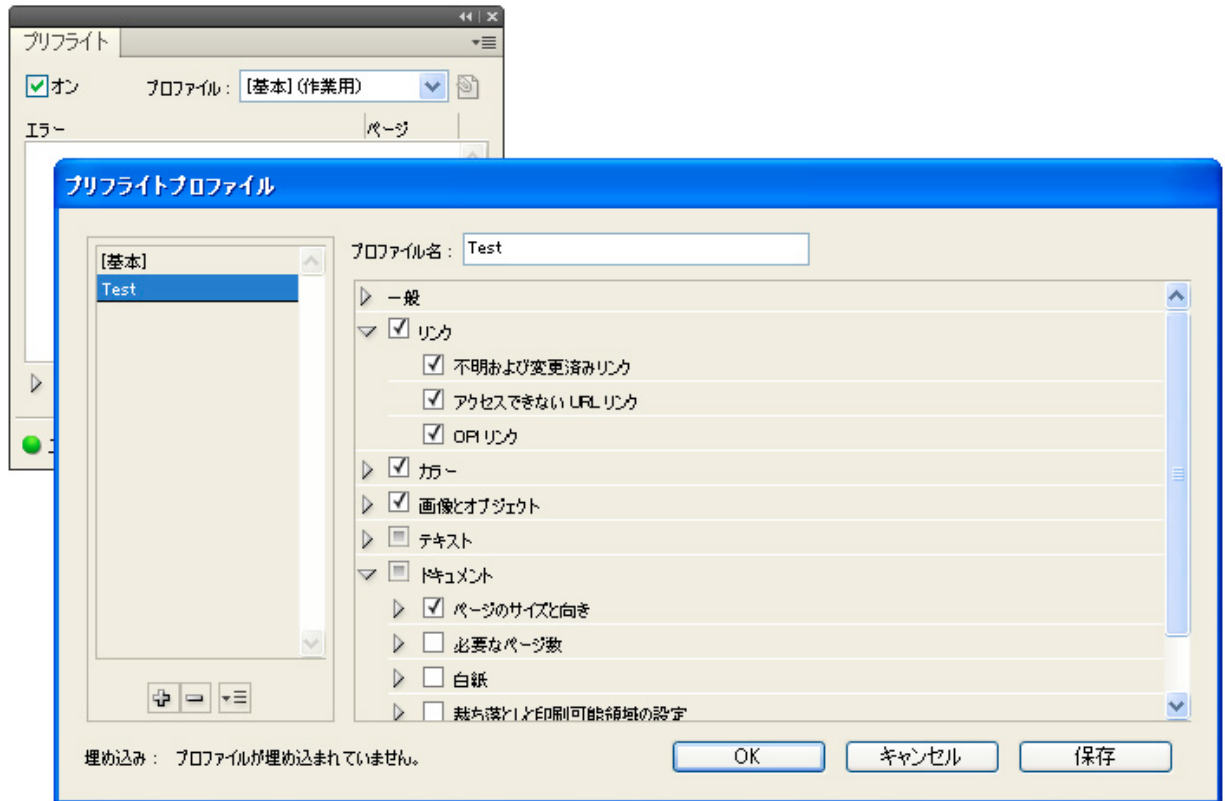 プリフライト
オン プロファイル： [基本](作業用)
エラー ページ
プリフライトプロファイル
[基本]
Test
プロファイル名： Test
一般
リンク
不明および変更済みリンク
アクセスできない URL リンク
OPI リンク
カラー
画像とオブジェクト
テキスト
ドキュメント
ページのサイズと向き
必要なページ数
白紙
裁ち落としと印刷可能領域の設定
埋め込み： プロファイルが埋め込まれていません。
OK キャンセル 保存